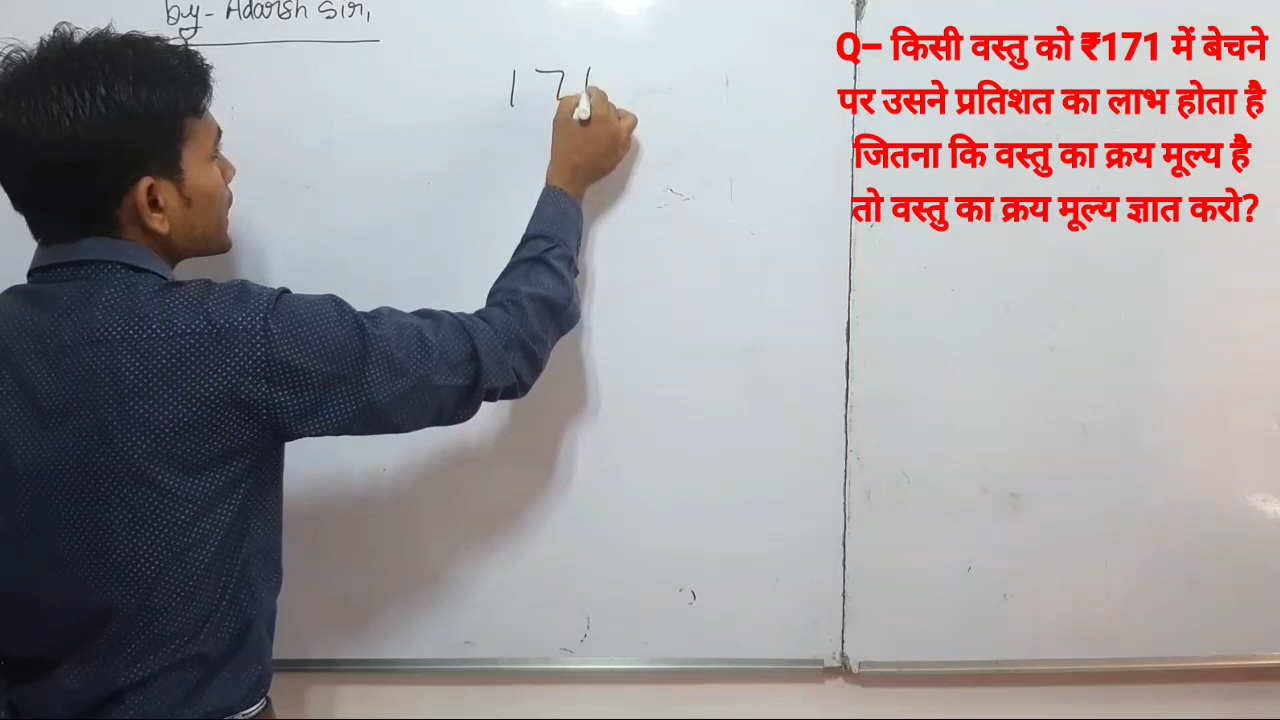 by- Adarsh Sir,
171
Q– किसी वस्तु को ₹171 में बेचने
पर उसने प्रतिशत का लाभ होता है
जितना कि वस्तु का क्रय मूल्य है
तो वस्तु का क्रय मूल्य ज्ञात करो?